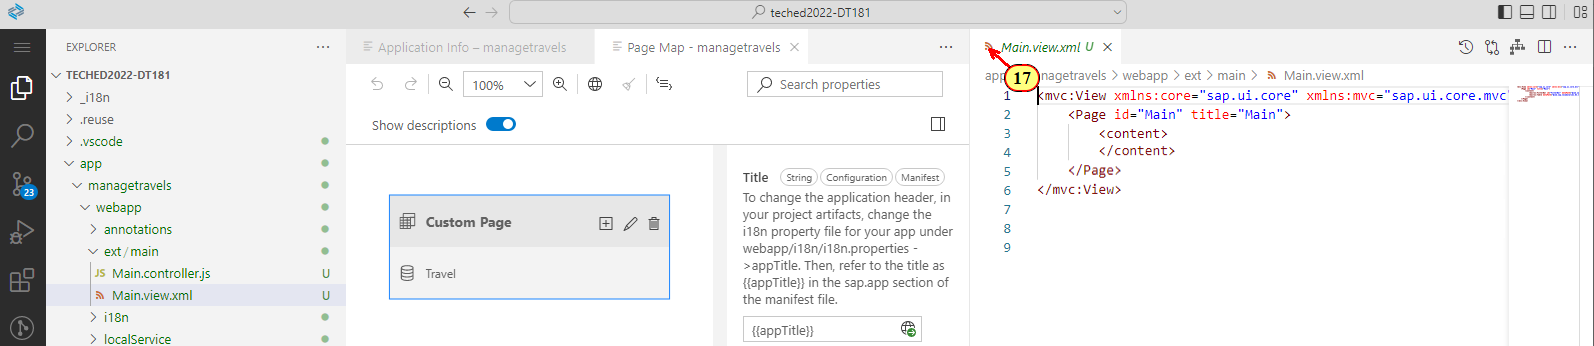 teched2022-DT181
EXPLORER
TECHED2022-DT181
_i18n
.reuse
.vscode
app
managetravels
webapp
annotations
ext / main
JS Main.controller.js U
Main.view.xml U
i18n
localService
23
Application Info – managetravels
Page Map - managetravels
100%
Search properties
Show descriptions
Custom Page
Travel
Title String Configuration Manifest
To change the application header, in
your project artifacts, change the
i18n property file for your app under
webapp/i18n/i18n.properties -
>appTitle. Then, refer to the title as
{{appTitle}} in the sap.app section of
the manifest file.
{{appTitle}}
Main.view.xml U
17
app nagetravels > webapp > ext > main > Main.view.xml
1 <mvc:View xmlns:core="sap.ui.core" xmlns:mvc="sap.ui.core.mvc
2 <Page id="Main" title="Main">
3 <content>
4 </content>
5 </Page>
6 </mvc:View>
7
8
9